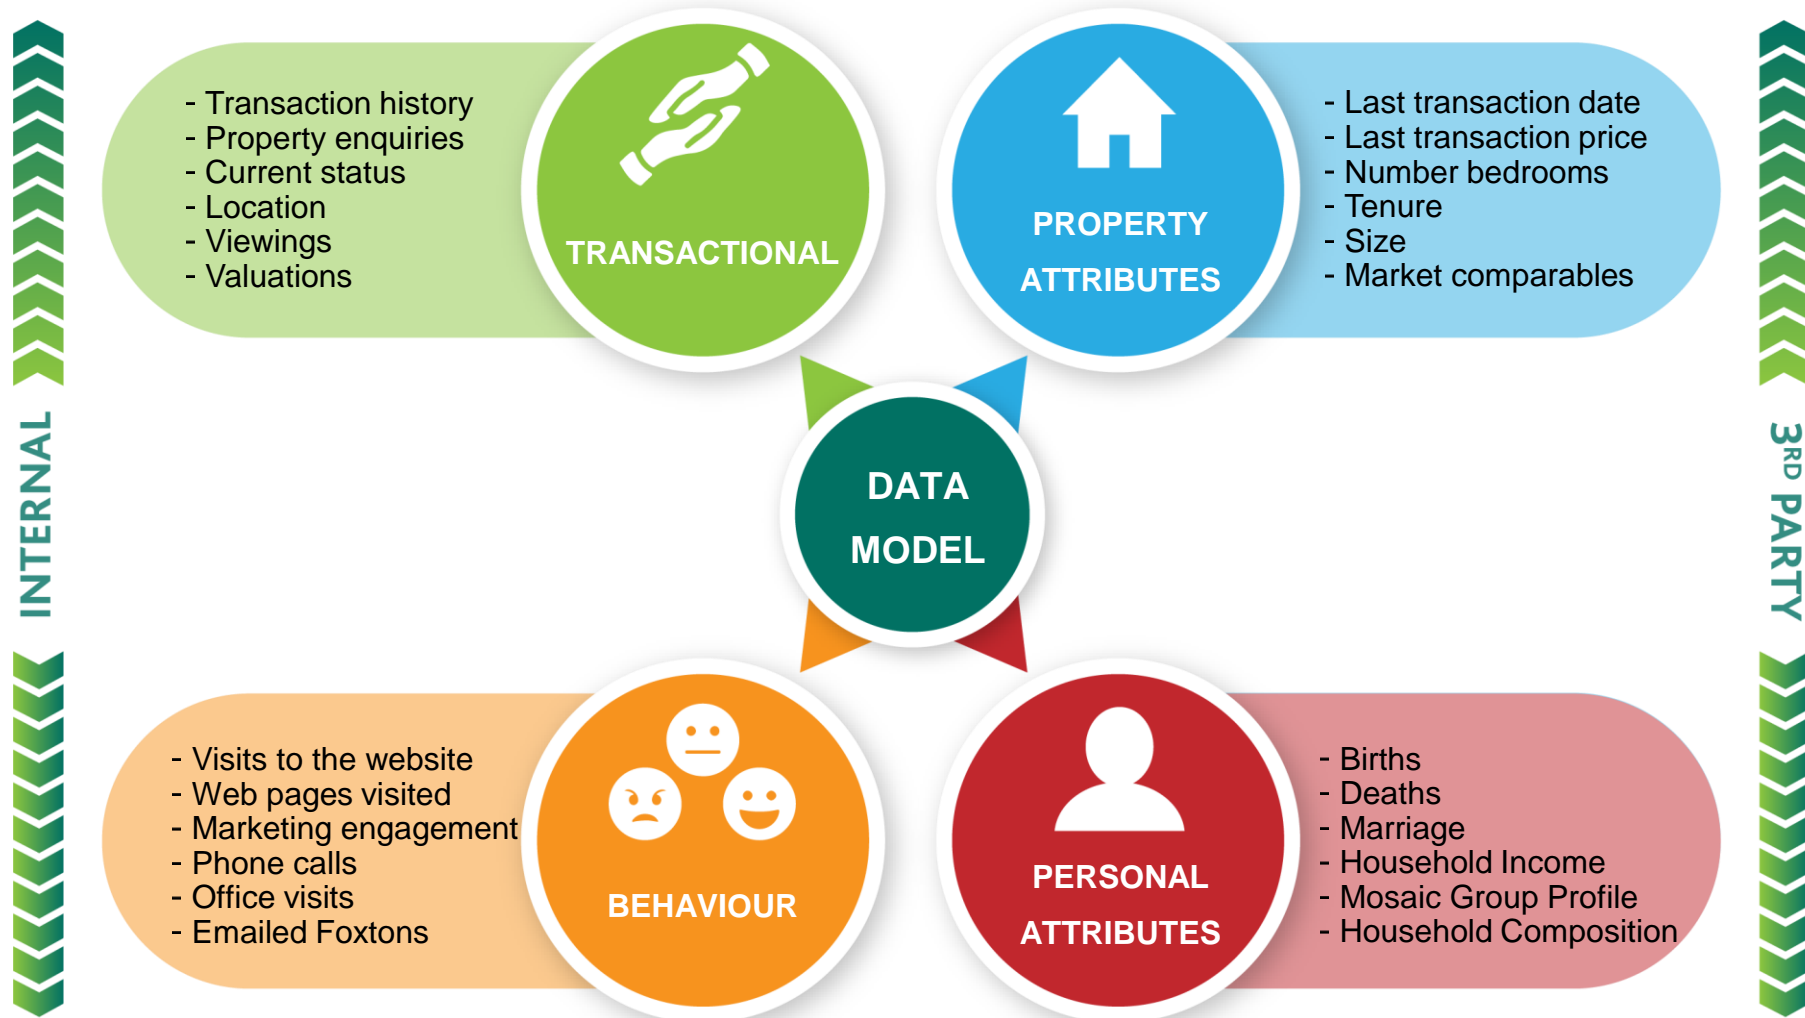 INTERNAL
- Transaction history
- Property enquiries
- Current status
- Location
- Viewings
- Valuations
TRANSACTIONAL
PROPERTY
ATTRIBUTES
- Last transaction date
- Last transaction price
- Number bedrooms
- Tenure
- Size
- Market comparables
DATA
MODEL
- Visits to the website
- Web pages visited
- Marketing engagement
- Phone calls
- Office visits
- Emailed Foxtons
BEHAVIOUR
PERSONAL
ATTRIBUTES
- Births
- Deaths
- Marriage
- Household Income
- Mosaic Group Profile
- Household Composition
3RD PARTY